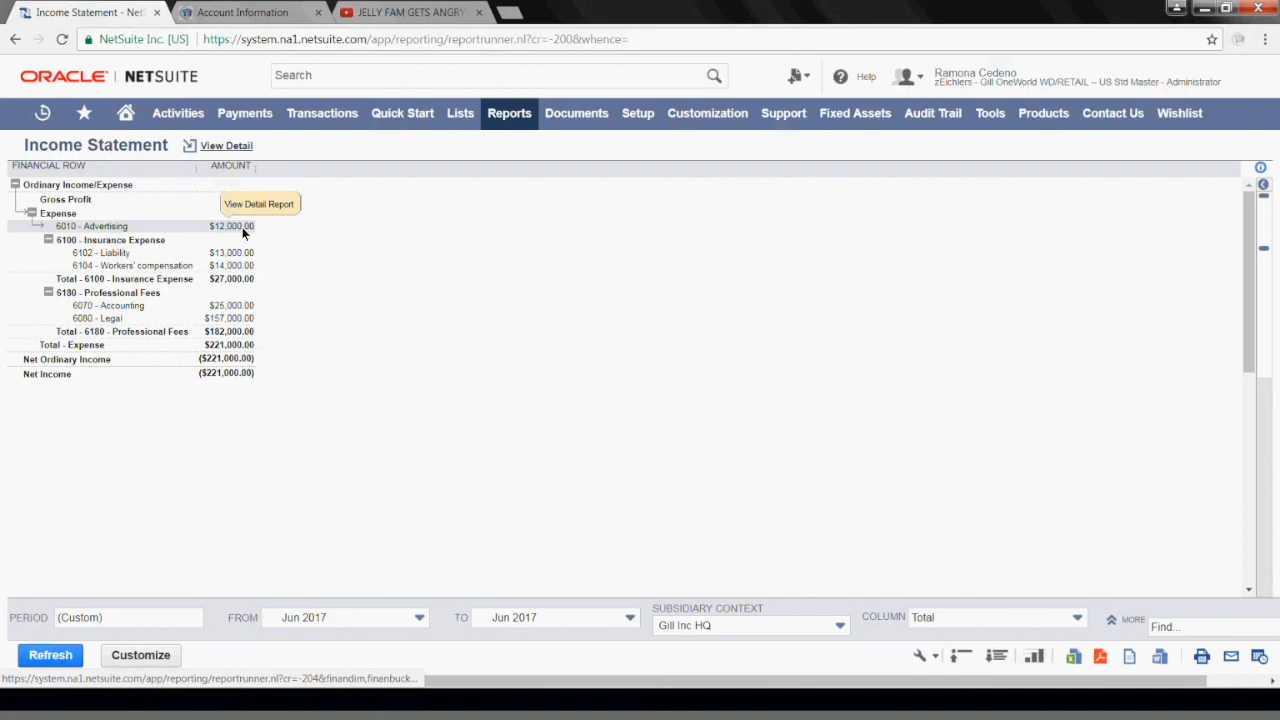 Income Statement - Net
Account Information
JELLY FAM GETS ANGRY
NetSuite Inc. [US]
https://system.na1.netsuite.com/app/reporting/reportrunner.nl?cr=-200&whence=
ORACLE | NETSUITE
Search
Help
Ramona Cedeno
zEichlers - Gill OneWorld WD/RETAIL – US Std Master - Administrator
Activities Payments Transactions Quick Start Lists Reports Documents Setup Customization Support Fixed Assets Audit Trail Tools Products Contact Us Wishlist
Income Statement View Detail
FINANCIAL ROW AMOUNT
Ordinary Income/Expense
Gross Profit
View Detail Report
Expense
6010 - Advertising $12,000.00
6100 - Insurance Expense
6102 - Liability $13,000.00
6104 - Workers' compensation $14,000.00
Total - 6100 - Insurance Expense $27,000.00
6180 - Professional Fees
6070 - Accounting $25,000.00
6080 - Legal $157,000.00
Total - 6180 - Professional Fees $182,000.00
Total - Expense $221,000.00
Net Ordinary Income ($221,000.00)
Net Income ($221,000.00)
PERIOD (Custom) FROM Jun 2017 TO Jun 2017
SUBSIDIARY CONTEXT
Gill Inc HQ
COLUMN Total
MORE
Find...
Refresh Customize
https://system.na1.netsuite.com/app/reporting/reportrunner.nl?cr=-204&finandim,finanbuck...